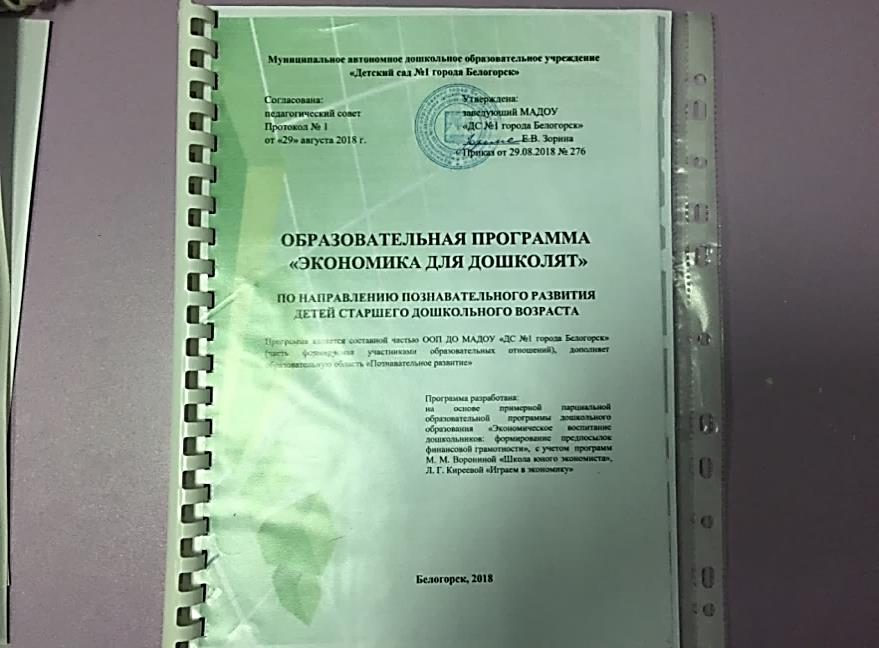 Муниципальное автономное дошкольное образовательное учреждение
«Детский сад №1 города Белогорск»
Согласована:
педагогический совет
Протокол № 1
от «29» августа 2018 г.
Утверждена:
заведующий МАДОУ
«ДС №1 города Белогорск»
Е.В. Зорина
Приказ от 29.08.2018 № 276
ОБРАЗОВАТЕЛЬНАЯ ПРОГРАММА
«ЭКОНОМИКА ДЛЯ ДОШКОЛЯТ»
ПО НАПРАВЛЕНИЮ ПОЗНАВАТЕЛЬНОГО РАЗВИТИЯ
ДЕТЕЙ СТАРШЕГО ДОШКОЛЬНОГО ВОЗРАСТА
Программа является составной частью ООП ДО МАДОУ «ДС №1 города Белогорск»
(часть формируемая участниками образовательных отношений), дополняет
образовательную область «Познавательное развитие»
Программа разработана:
на основе примерной парциальной
образовательной программы дошкольного
образования «Экономическое воспитание
дошкольников: формирование предпосылок
финансовой грамотности», с учетом программ
М. М. Ворониной «Школа юного экономиста»,
Л. Г. Киреевой «Играем в экономику»
Белогорск, 2018